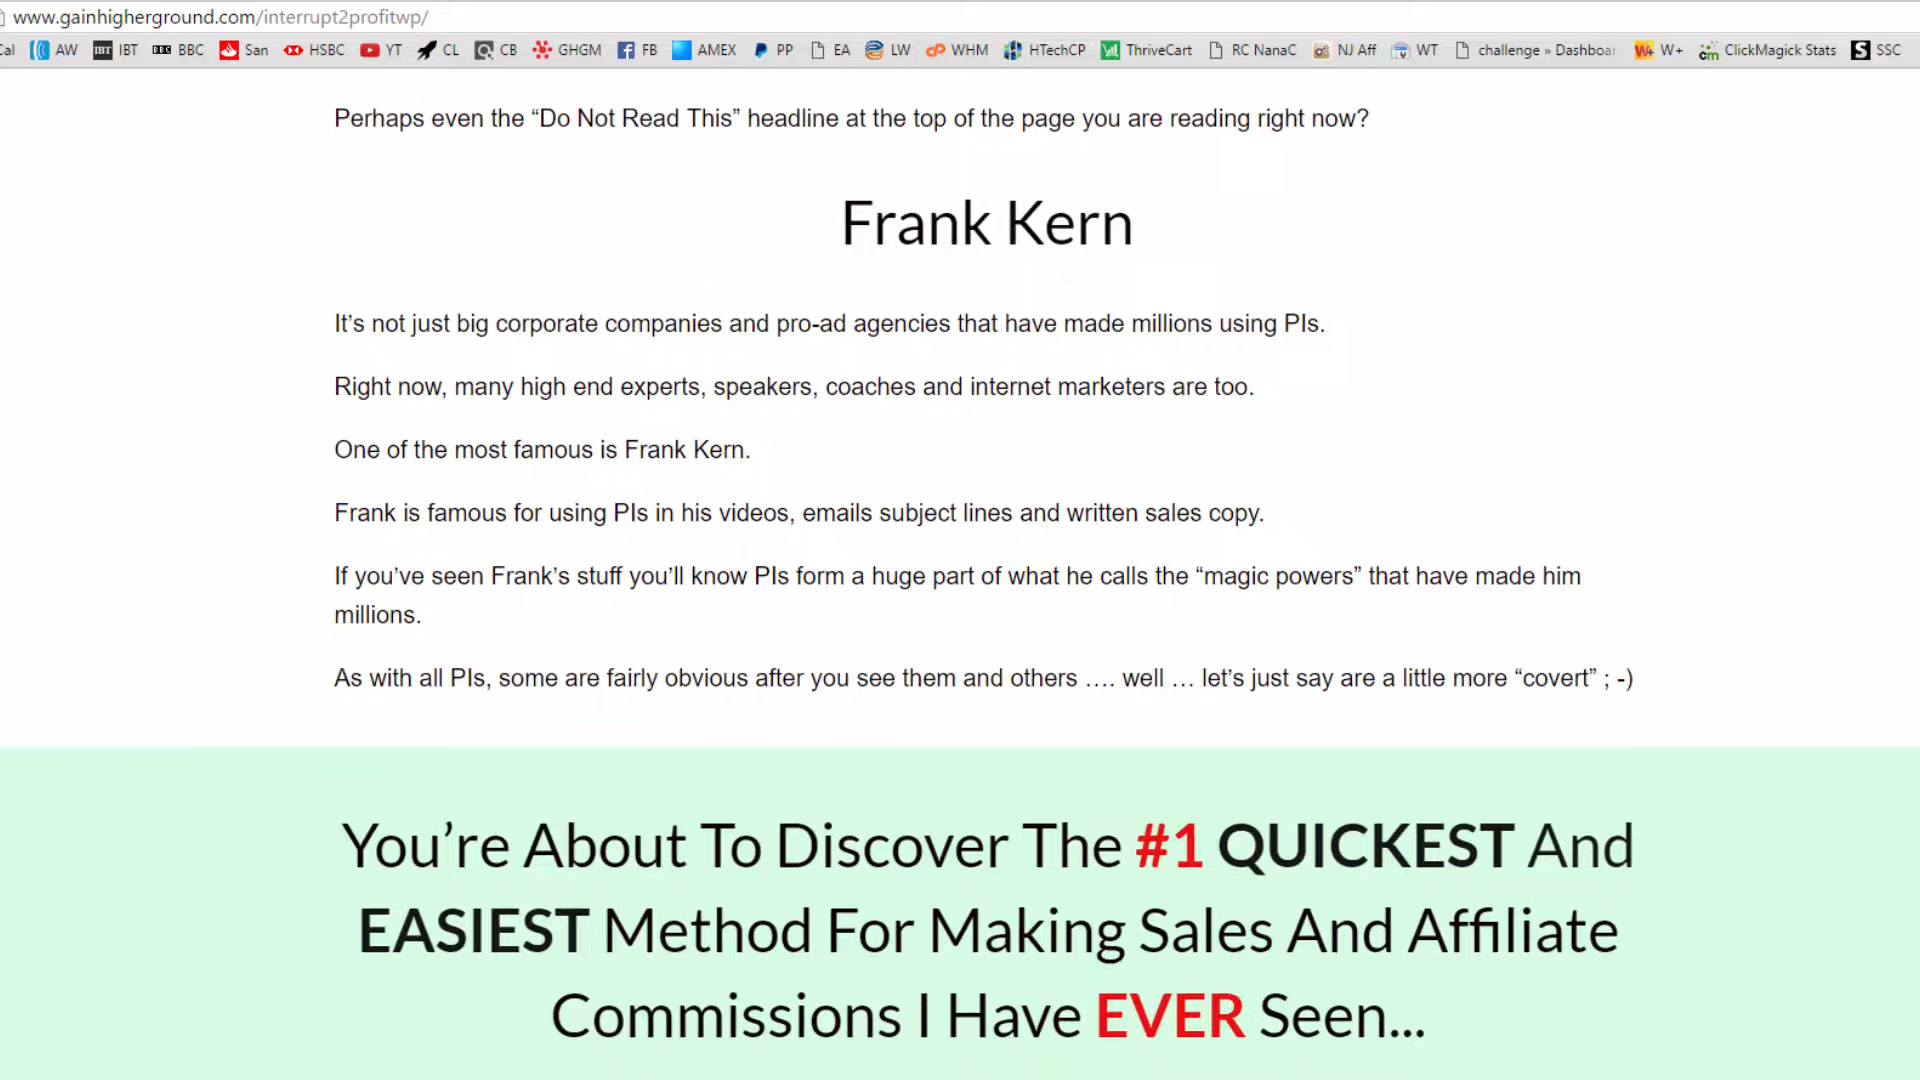 www.gainhigherground.com/interrupt2profitwp/
Cal AW IBT IBT BBC BBC San HSBC YT CL CB GHGM FB AMEX PP EA LW cP WHM HTechCP ThriveCart RC NanaC NJ Aff WT challenge » Dashboar W+ W+ cm ClickMagick Stats S SSC
Perhaps even the “Do Not Read This” headline at the top of the page you are reading right now?
Frank Kern
It’s not just big corporate companies and pro-ad agencies that have made millions using PIs.
Right now, many high end experts, speakers, coaches and internet marketers are too.
One of the most famous is Frank Kern.
Frank is famous for using PIs in his videos, emails subject lines and written sales copy.
If you’ve seen Frank’s stuff you’ll know PIs form a huge part of what he calls the “magic powers” that have made him
millions.
As with all PIs, some are fairly obvious after you see them and others …. well … let’s just say are a little more “covert” ; -)
You’re About To Discover The #1 QUICKEST And
EASIEST Method For Making Sales And Affiliate
Commissions I Have EVER Seen...